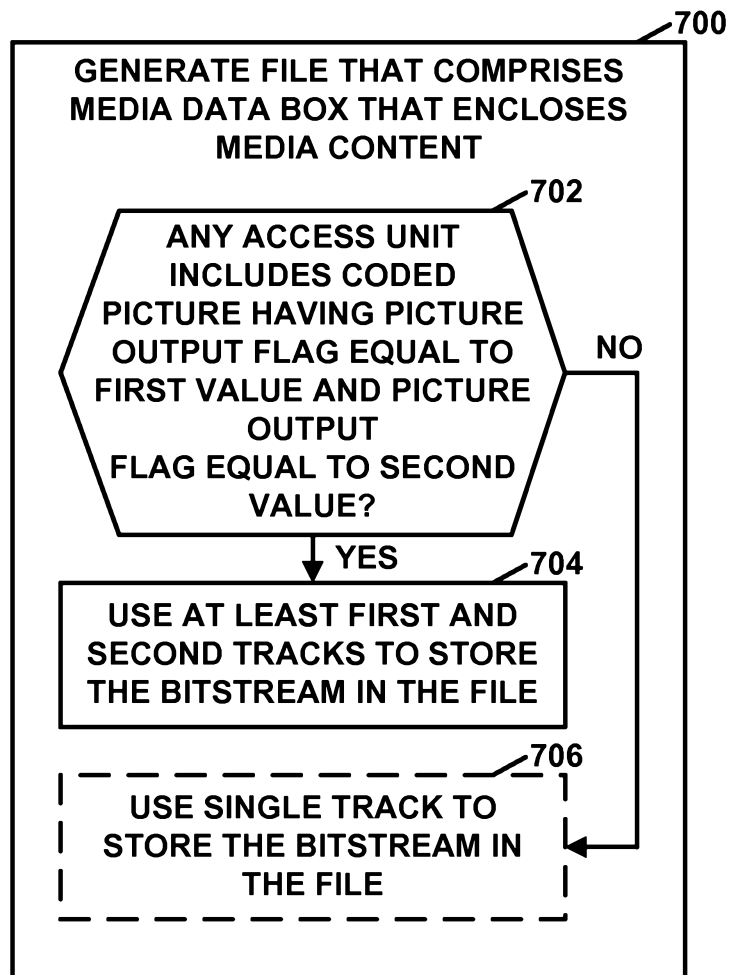 700
GENERATE FILE THAT COMPRISES
MEDIA DATA BOX THAT ENCLOSES
MEDIA CONTENT
702
ANY ACCESS UNIT
INCLUDES CODED
PICTURE HAVING PICTURE
OUTPUT FLAG EQUAL TO
FIRST VALUE AND PICTURE
OUTPUT
FLAG EQUAL TO SECOND
VALUE?
NO
YES
704
USE AT LEAST FIRST AND
SECOND TRACKS TO STORE
THE BITSTREAM IN THE FILE
706
USE SINGLE TRACK TO
STORE THE BITSTREAM IN
THE FILE